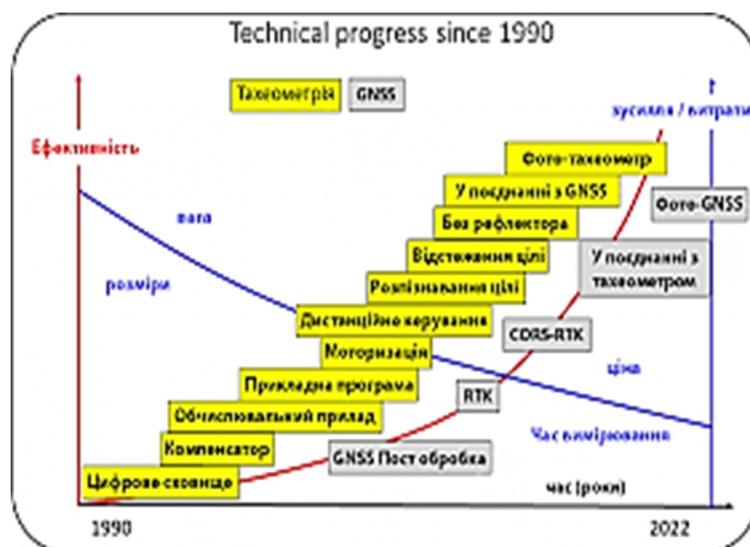 Technical progress since 1990
Тахеометрія
GNSS
Ефективність
зусилля / витрати
Фото-тахеометр
У поєднанні з GNSS
Фото-GNSS
вага
Без рефлектора
Відстеження цілі
У поєднанні з
тахеометром
розміри
Розпізнавання цілі
Дистанційне керування
CORS-RTK
Моторизація
ціна
Прикладна програма
RTK
Обчислювальний прилад
Час вимірювання
Компенсатор
GNSS Пост обробка
Цифрове сховище
час (роки)
1990
2022